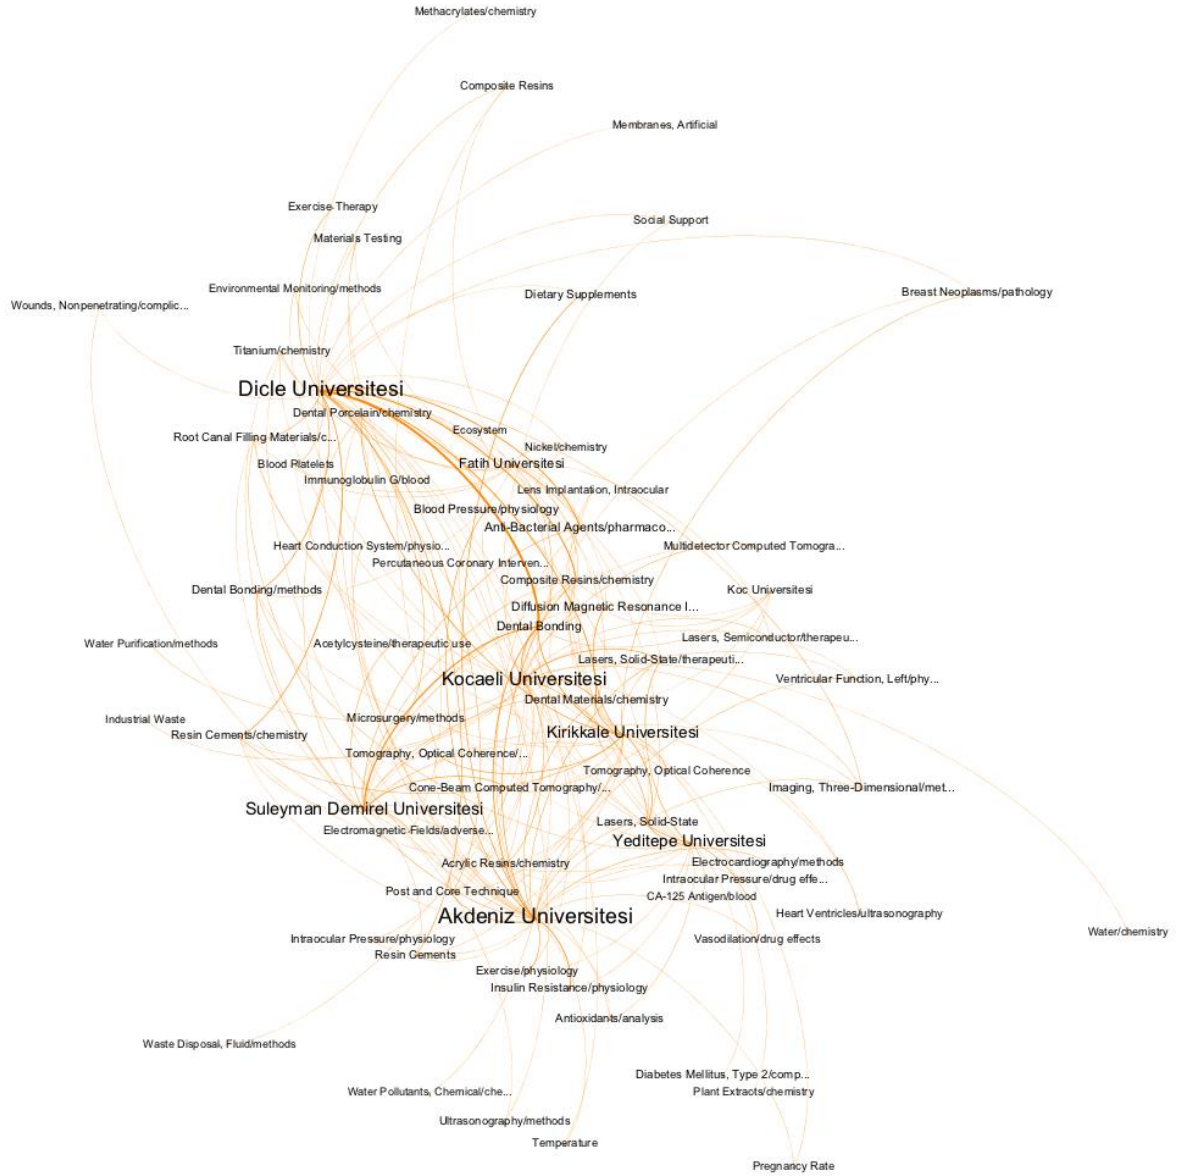 Methacrylates/chemistry
Composite Resins
Membranes, Artificial
Exercise Therapy
Social Support
Materials Testing
Environmental Monitoring/methods
Dietary Supplements
Breast Neoplasms/pathology
Wounds, Nonpenetrating/complic...
Titanium/chemistry
Dicle Universitesi
Dental Porcelain/chemistry
Ecosystem
Root Canal Filling Materials/c...
Nickel/chemistry
Blood Platelets
Fatih Universitesi
Immunoglobulin G/blood
Lens Implantation, Intraocular
Blood Pressure/physiology
Anti-Bacterial Agents/pharmaco...
Heart Conduction System/physio...
Multidetector Computed Tomogra...
Percutaneous Coronary Interven...
Composite Resins/chemistry
Dental Bonding/methods
Koc Universitesi
Diffusion Magnetic Resonance I...
Dental Bonding
Water Purification/methods
Acetylcysteine/therapeutic use
Lasers, Semiconductor/therapeu...
Lasers, Solid-State/therapeuti...
Kocaeli Universitesi
Ventricular Function, Left/phy...
Dental Materials/chemistry
Industrial Waste
Microsurgery/methods
Resin Cements/chemistry
Kirikkale Universitesi
Tomography, Optical Coherence/...
Tomography, Optical Coherence
Cone-Beam Computed Tomography/...
Imaging, Three-Dimensional/met...
Suleyman Demirel Universitesi
Lasers, Solid-State
Electromagnetic Fields/adverse...
Yeditepe Universitesi
Acrylic Resins/chemistry
Electrocardiography/methods
Intraocular Pressure/drug effe...
Post and Core Technique
CA-125 Antigen/blood
Akdeniz Universitesi
Heart Ventricles/ultrasonography
Water/chemistry
Intraocular Pressure/physiology
Vasodilation/drug effects
Resin Cements
Exercise/physiology
Insulin Resistance/physiology
Antioxidants/analysis
Waste Disposal, Fluid/methods
Diabetes Mellitus, Type 2/comp...
Water Pollutants, Chemical/che...
Plant Extracts/chemistry
Ultrasonography/methods
Temperature
Pregnancy Rate